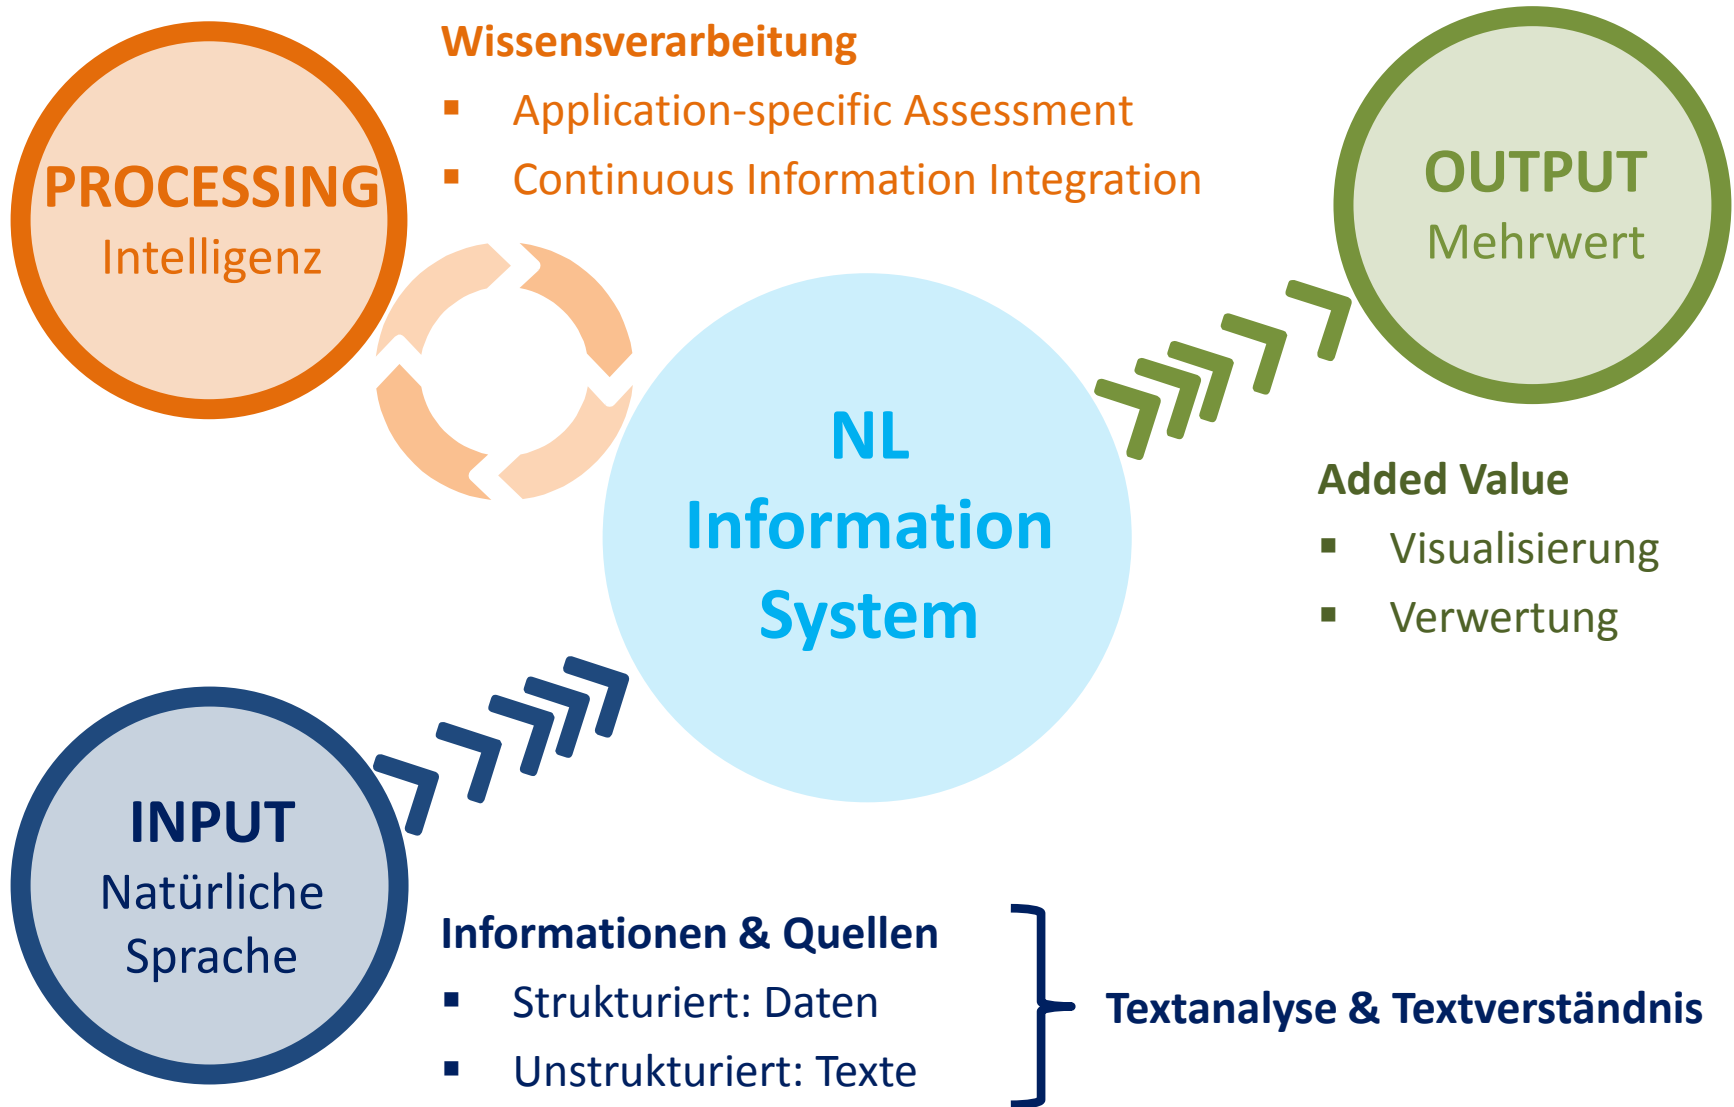 PROCESSING
Intelligenz
Wissensverarbeitung
▪ Application-specific Assessment
▪ Continuous Information Integration
OUTPUT
Mehrwert
NL
Information
System
Added Value
▪ Visualisierung
▪ Verwertung
INPUT
Natürliche
Sprache
Informationen & Quellen
▪ Strukturiert: Daten
▪ Unstrukturiert: Texte
Textanalyse & Textverständnis